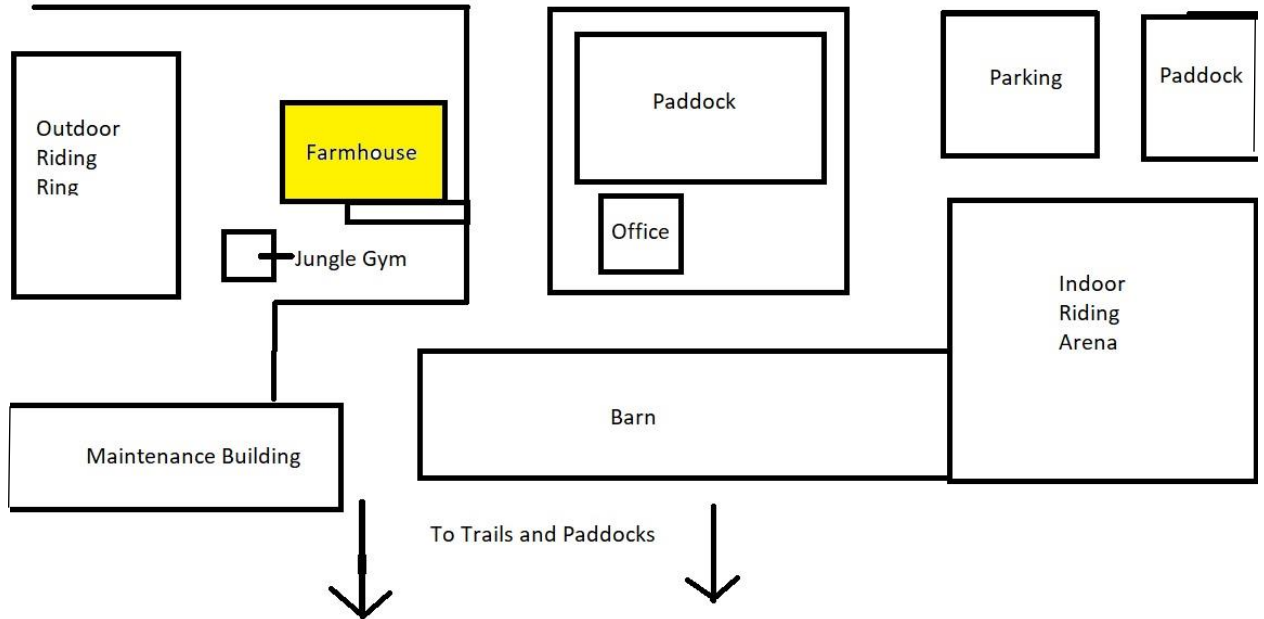 Outdoor
Riding
Ring
Farmhouse
Jungle Gym
Paddock
Office
Parking
Paddock
Indoor
Riding
Arena
Maintenance Building
Barn
To Trails and Paddocks